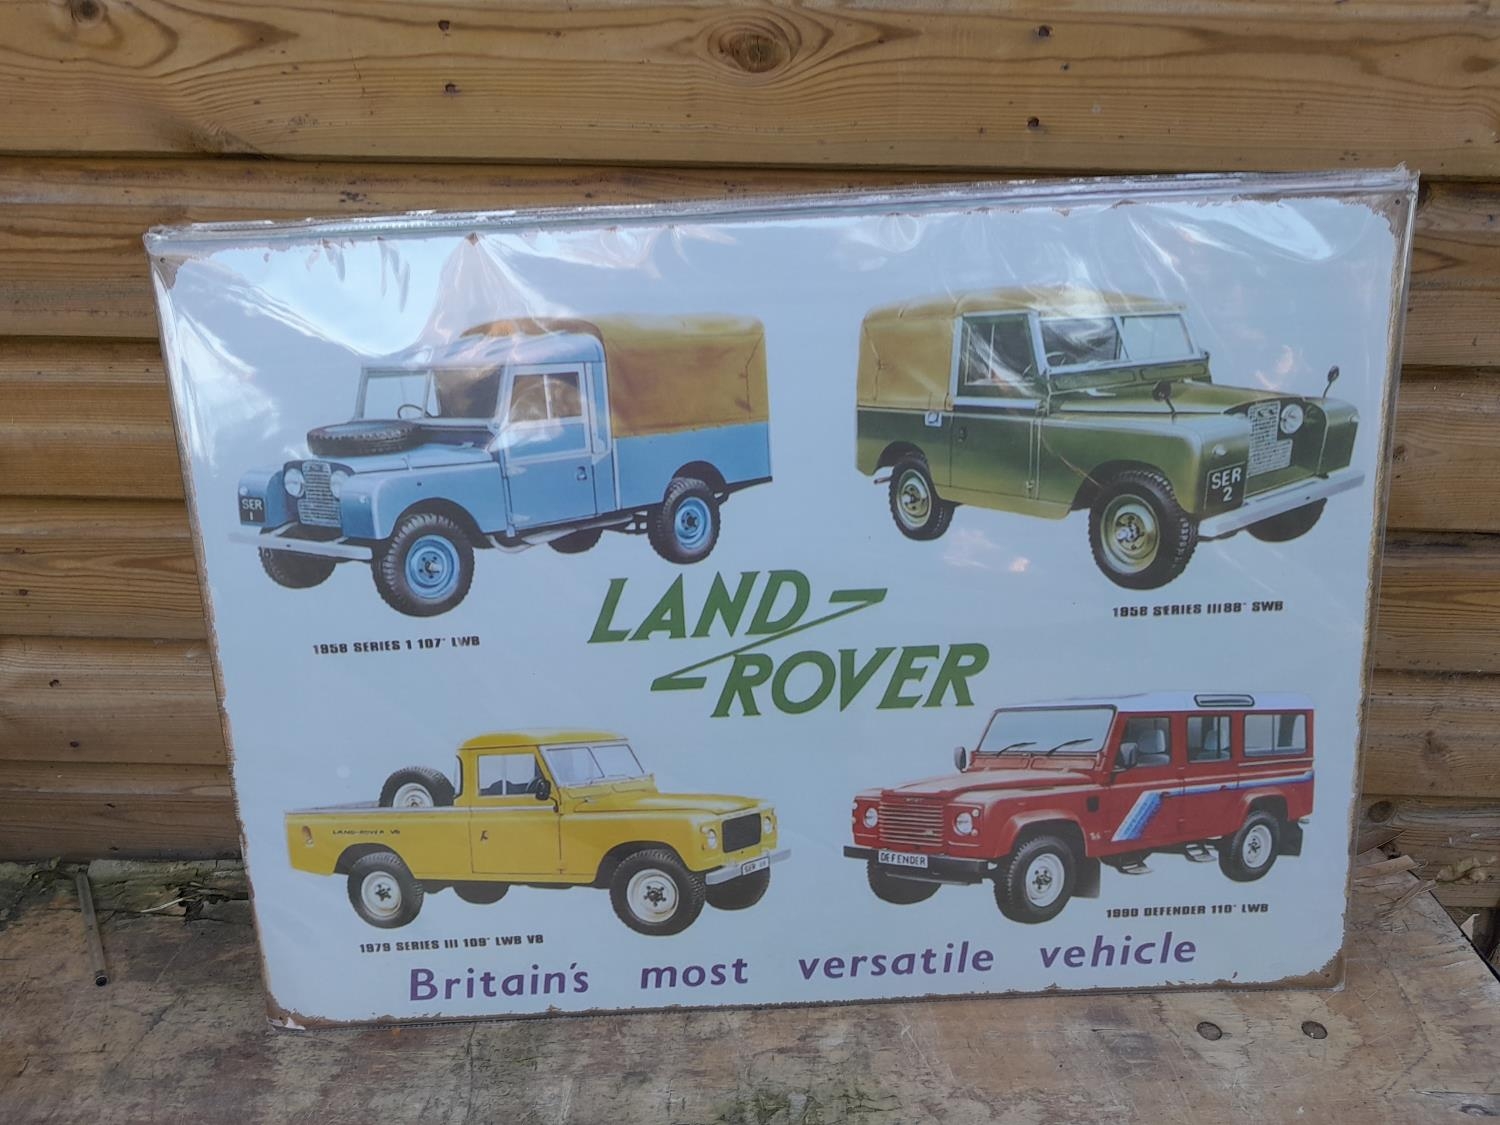 SER
1
SER
2
1958 SERIES 1 107" LWB
1958 SERIES III 88" SWB
LAND
ROVER
LAND-ROVER V8
DEFENDER
1979 SERIES III 109" LWB V8
1990 DEFENDER 110" LWB
Britain's most versatile vehicle